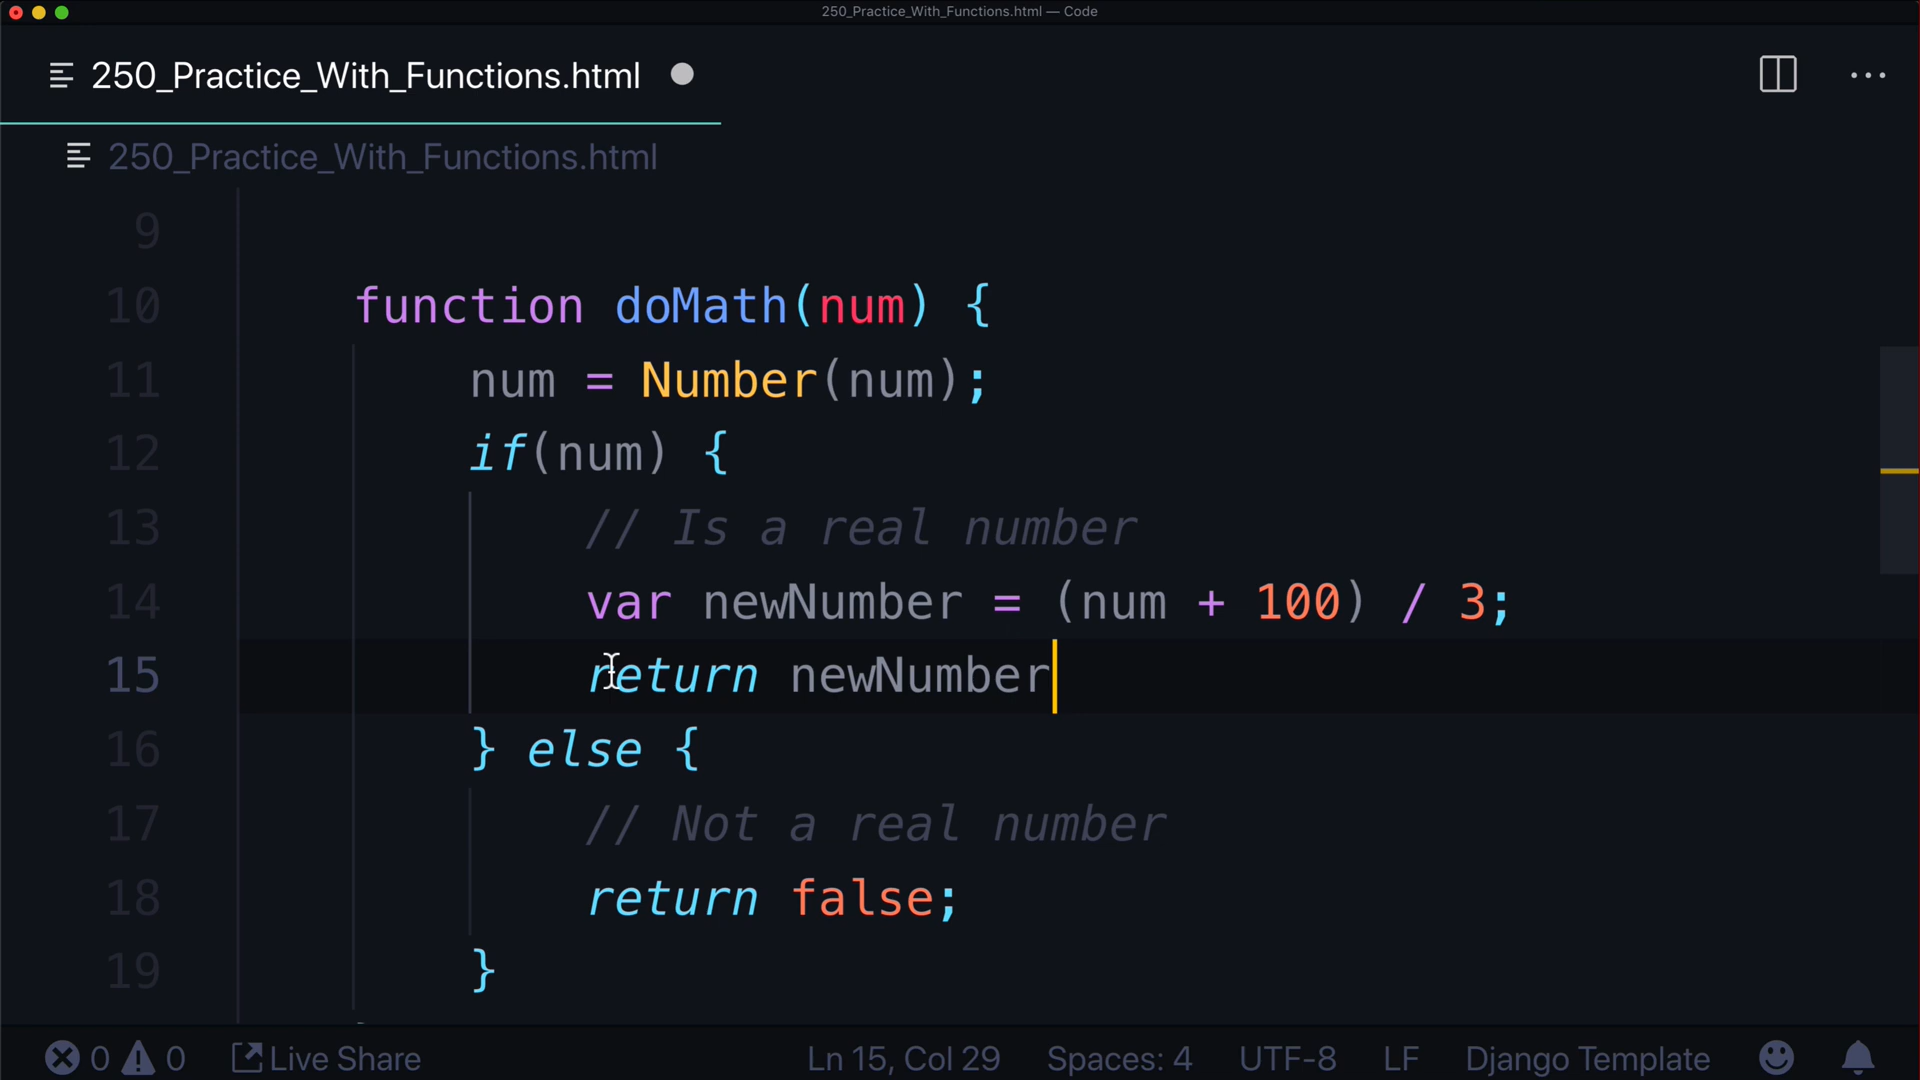 250_Practice_With_Functions.html — Code
250_Practice_With_Functions.html
250_Practice_With_Functions.html
9
10 function doMath(num) {
11 num = Number(num);
12 if(num) {
13 // Is a real number
14 var newNumber = (num + 100) / 3;
15 return newNumber
16 } else {
17 // Not a real number
18 return false;
19 }
0 0 Live Share Ln 15, Col 29 Spaces: 4 UTF-8 LF Django Template